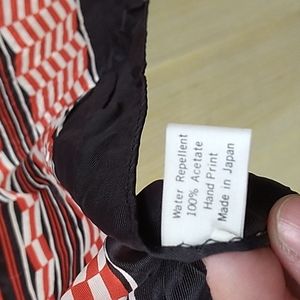 Water Repellent
100% Acetate
Hand Print
Made in Japan